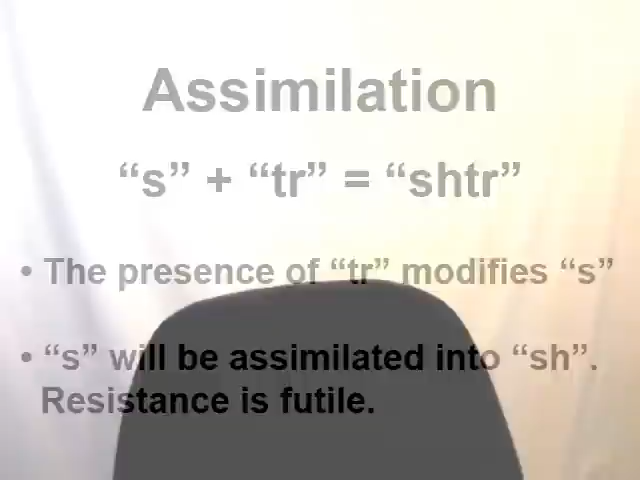 Assimilation
“s” + “tr” = “shtr”
• The presence of “tr” modifies “s”
• “s” will be assimilated into “sh”.
Resistance is futile.